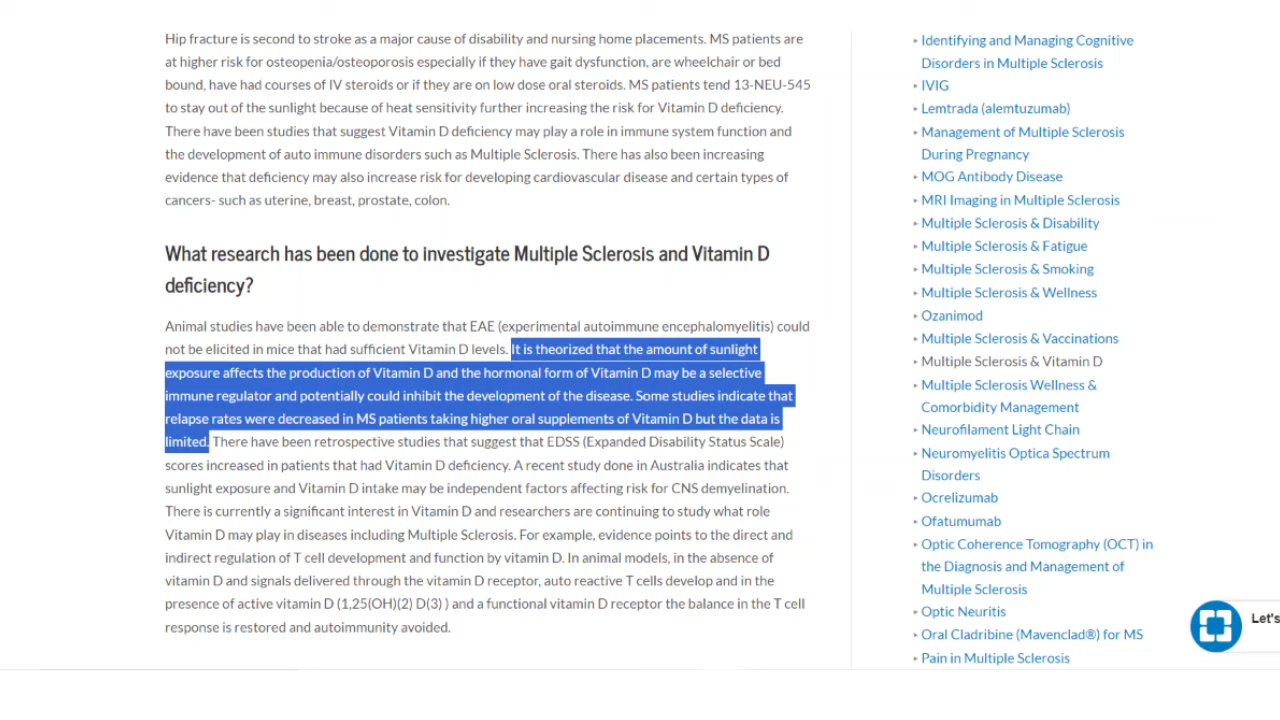 Hip fracture is second to stroke as a major cause of disability and nursing home placements. MS patients are
at higher risk for osteopenia/osteoporosis especially if they have gait dysfunction, are wheelchair or bed
bound, have had courses of IV steroids or if they are on low dose oral steroids. MS patients tend 13-NEU-545
to stay out of the sunlight because of heat sensitivity further increasing the risk for Vitamin D deficiency.
There have been studies that suggest Vitamin D deficiency may play a role in immune system function and
the development of auto immune disorders such as Multiple Sclerosis. There has also been increasing
evidence that deficiency may also increase risk for developing cardiovascular disease and certain types of
cancers- such as uterine, breast, prostate, colon.
What research has been done to investigate Multiple Sclerosis and Vitamin D
deficiency?
Animal studies have been able to demonstrate that EAE (experimental autoimmune encephalomyelitis) could
not be elicited in mice that had sufficient Vitamin D levels. It is theorized that the amount of sunlight
exposure affects the production of Vitamin D and the hormonal form of Vitamin D may be a selective
immune regulator and potentially could inhibit the development of the disease. Some studies indicate that
relapse rates were decreased in MS patients taking higher oral supplements of Vitamin D but the data is
limited. There have been retrospective studies that suggest that EDSS (Expanded Disability Status Scale)
scores increased in patients that had Vitamin D deficiency. A recent study done in Australia indicates that
sunlight exposure and Vitamin D intake may be independent factors affecting risk for CNS demyelination.
There is currently a significant interest in Vitamin D and researchers are continuing to study what role
Vitamin D may play in diseases including Multiple Sclerosis. For example, evidence points to the direct and
indirect regulation of T cell development and function by vitamin D. In animal models, in the absence of
vitamin D and signals delivered through the vitamin D receptor, auto reactive T cells develop and in the
presence of active vitamin D (1,25(OH)(2) D(3) ) and a functional vitamin D receptor the balance in the T cell
response is restored and autoimmunity avoided.
Identifying and Managing Cognitive
Disorders in Multiple Sclerosis
IVIG
Lemtrada (alemtuzumab)
Management of Multiple Sclerosis
During Pregnancy
MOG Antibody Disease
MRI Imaging in Multiple Sclerosis
Multiple Sclerosis & Disability
Multiple Sclerosis & Fatigue
Multiple Sclerosis & Smoking
Multiple Sclerosis & Wellness
Ozanimod
Multiple Sclerosis & Vaccinations
Multiple Sclerosis & Vitamin D
Multiple Sclerosis Wellness &
Comorbidity Management
Neurofilament Light Chain
Neuromyelitis Optica Spectrum
Disorders
Ocrelizumab
Ofatumumab
Optic Coherence Tomography (OCT) in
the Diagnosis and Management of
Multiple Sclerosis
Optic Neuritis
Oral Cladribine (Mavenclad®) for MS
Pain in Multiple Sclerosis
Let's